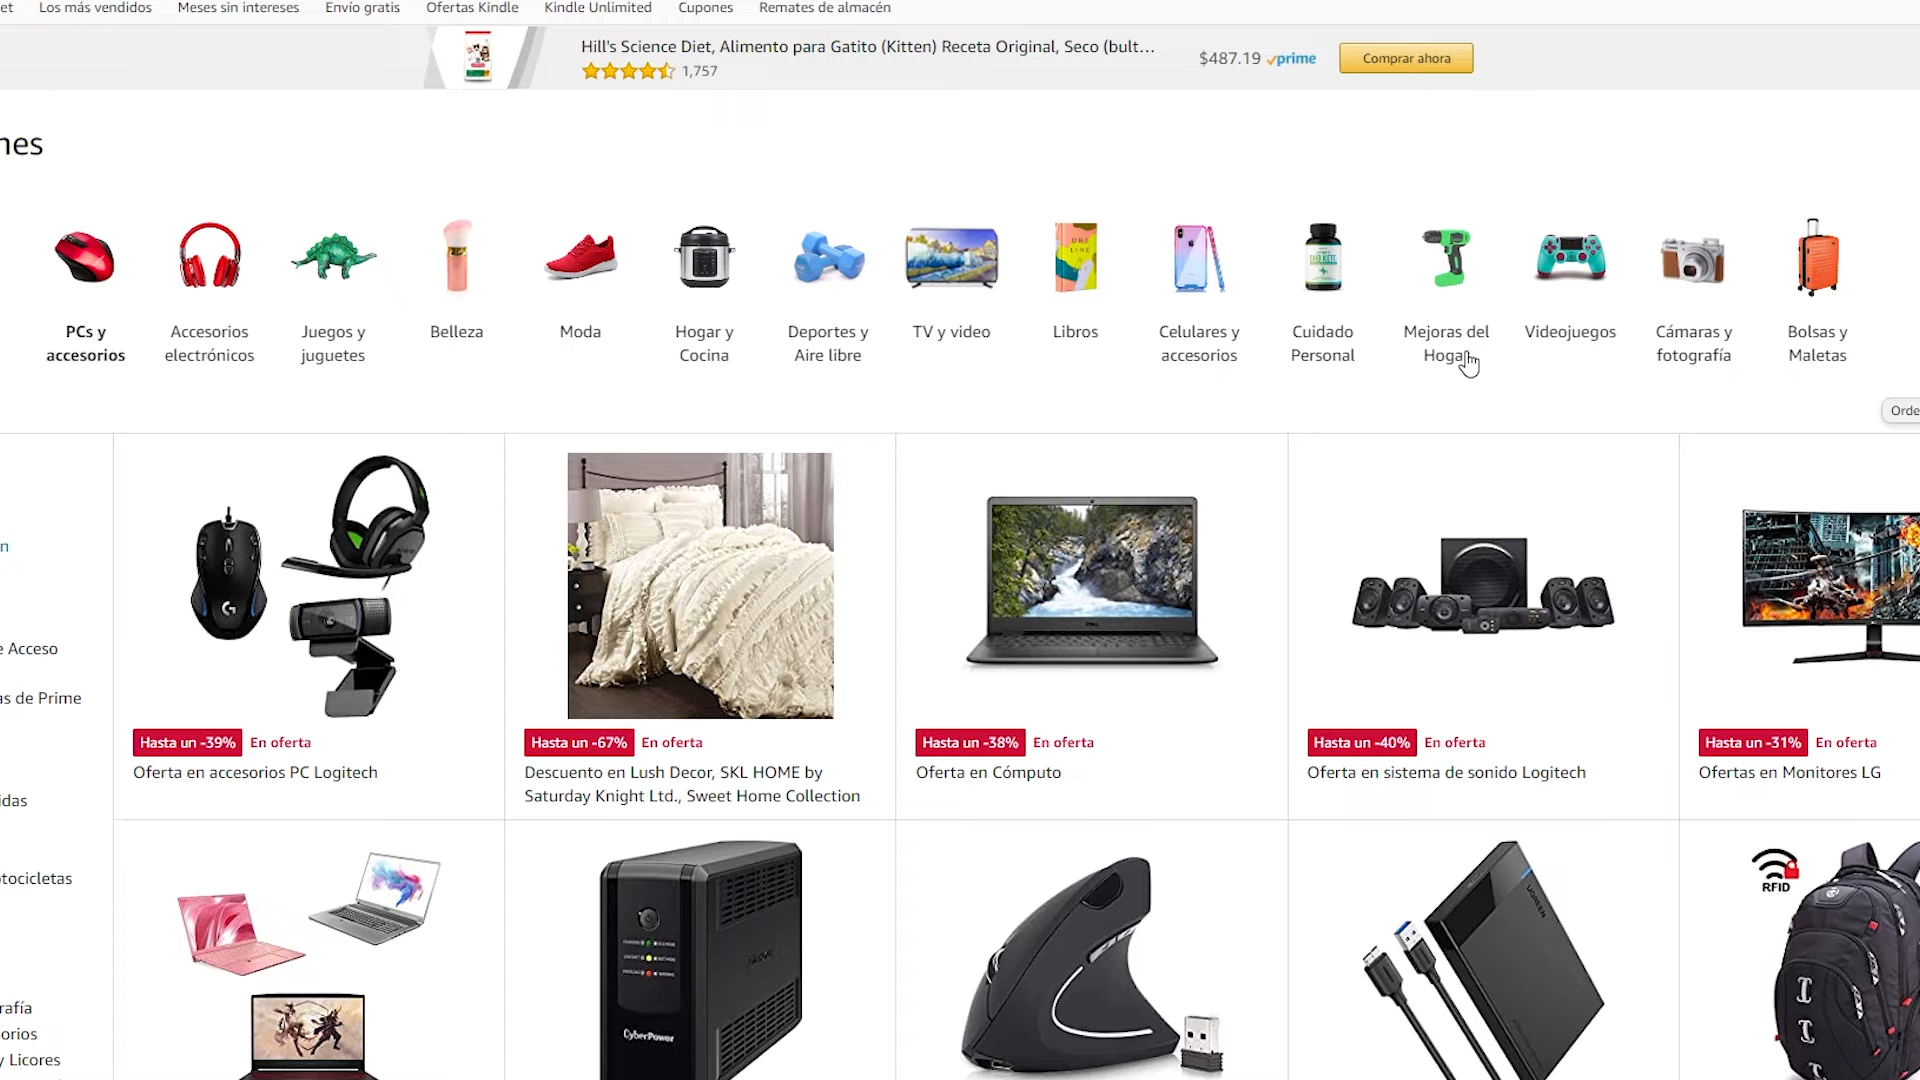 et Los más vendidos Meses sin intereses Envío gratis Ofertas Kindle Kindle Unlimited Cupones Remates de almacén
Hill's Science Diet, Alimento para Gatito (Kitten) Receta Original, Seco (bult…
1,757
$487.19 prime
Comprar ahora
nes
PCs y accesorios
Accesorios electrónicos
Juegos y juguetes
Belleza
Moda
Hogar y Cocina
Deportes y Aire libre
TV y video
Libros
Celulares y accesorios
Cuidado Personal
Mejoras del Hogar
Videojuegos
Cámaras y fotografía
Bolsas y Maletas
Orde
n
e Acceso
as de Prime
idas
otocicletas
rafía
orios
y Licores
Hasta un -39% En oferta
Oferta en accesorios PC Logitech
Hasta un -67% En oferta
Descuento en Lush Decor, SKL HOME by
Saturday Knight Ltd., Sweet Home Collection
Hasta un -38% En oferta
Oferta en Cómputo
Hasta un -40% En oferta
Oferta en sistema de sonido Logitech
Hasta un -31% En oferta
Ofertas en Monitores LG
CyberPower
UGREEN
RFID